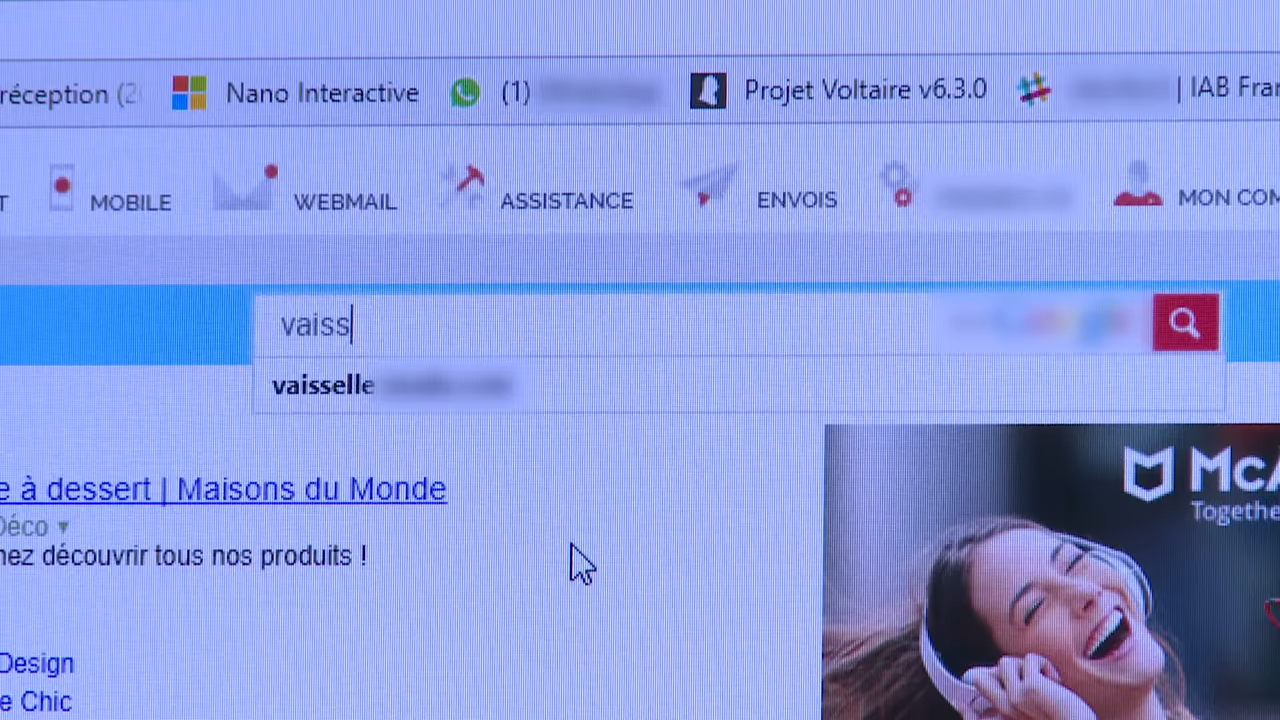 réception (2
Nano Interactive
(1)
Projet Voltaire v6.3.0
| IAB Fran
T
MOBILE
WEBMAIL
ASSISTANCE
ENVOIS
MON COM
vaiss
vaisselle
e à dessert | Maisons du Monde
Déco ▾
nez découvrir tous nos produits !
Design
e Chic
McA
Togethe